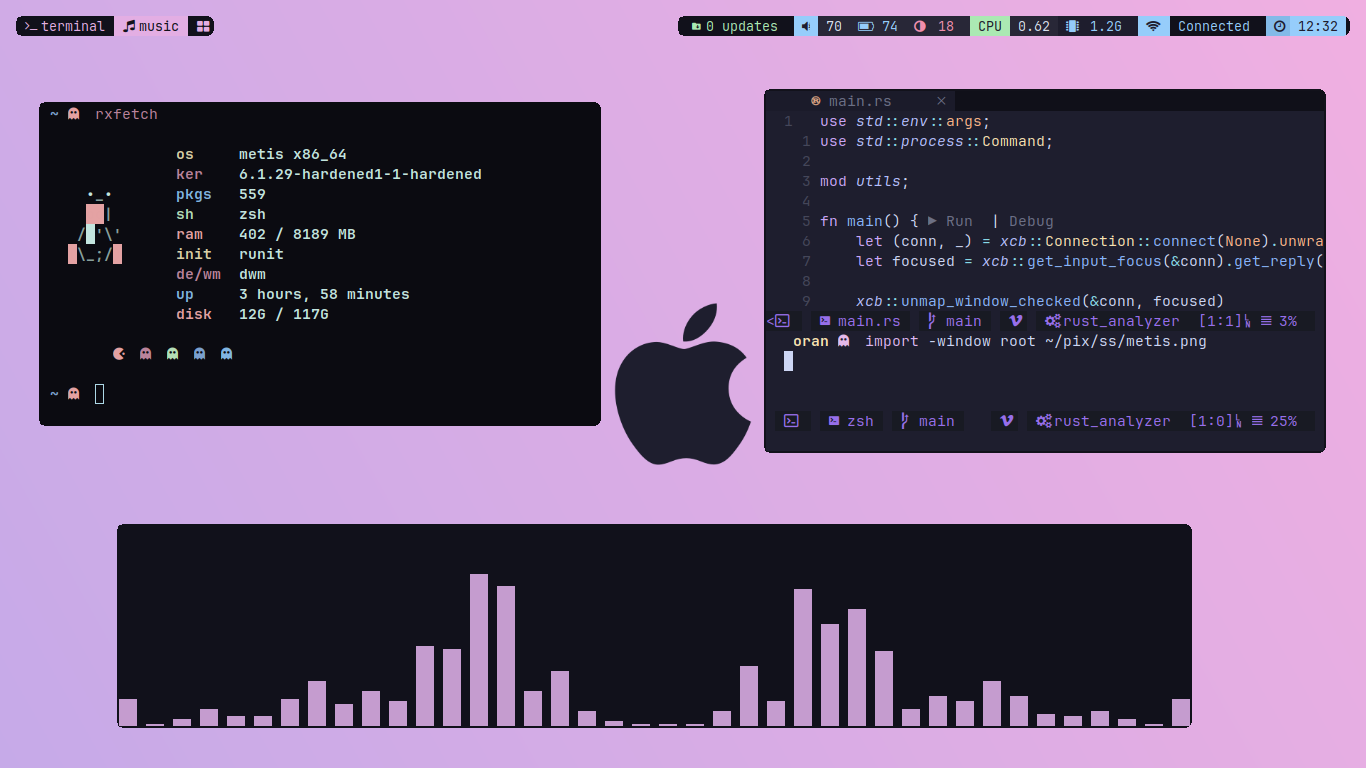 terminal music
0 updates 70 74 18 CPU 0.62 1.2G Connected 12:32
~ rxfetch
os metis x86_64
ker 6.1.29-hardened1-1-hardened
pkgs 559
sh zsh
ram 402 / 8189 MB
init runit
de/wm dwm
up 3 hours, 58 minutes
disk 12G / 117G
~
main.rs ×
1 use std::env::args;
1 use std::process::Command;
2
3 mod utils;
4
5 fn main() { ▶ Run | Debug
6 let (conn, _) = xcb::Connection::connect(None).unwra
7 let focused = xcb::get_input_focus(&conn).get_reply(
8
9 xcb::unmap_window_checked(&conn, focused)
< main.rs main rust_analyzer [1:1] 3%
oran import -window root ~/pix/ss/metis.png
zsh main rust_analyzer [1:0] 25%